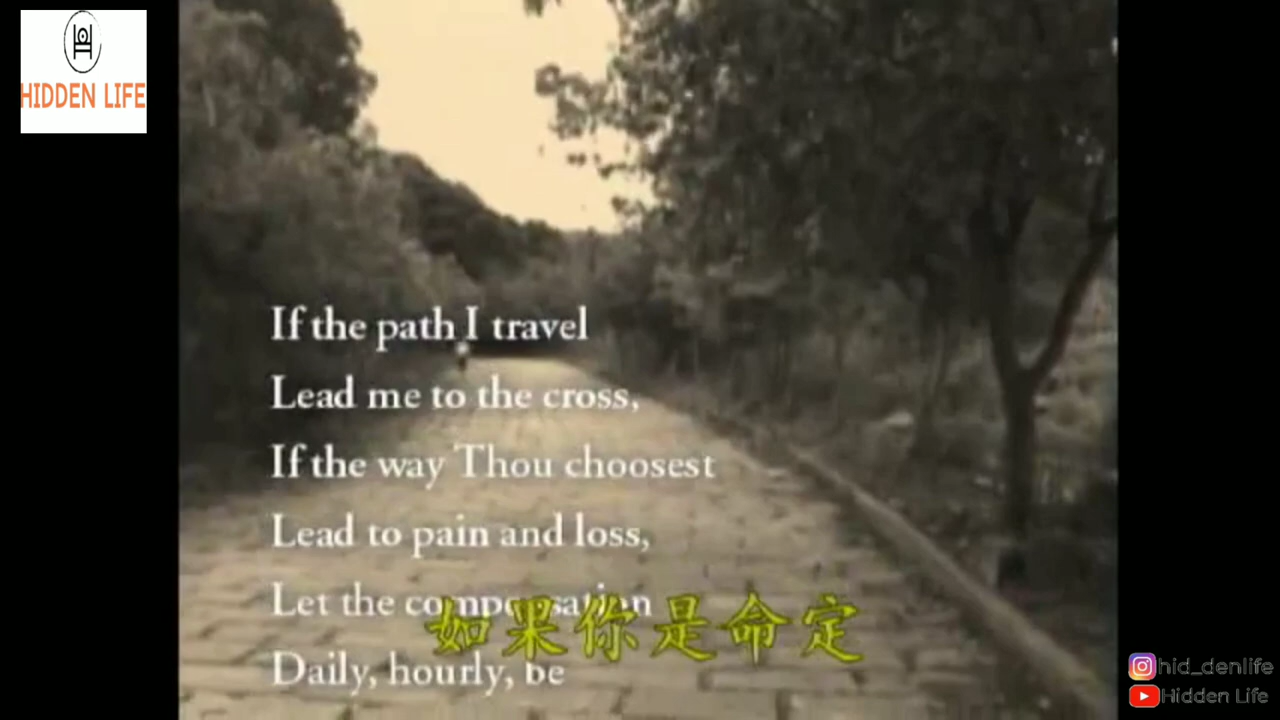 HIDDEN LIFE
If the path I travel
Lead me to the cross,
If the way Thou choosest
Lead to pain and loss,
Let the compensation
如果你是命定
Daily, hourly, be
hid_denlife
Hidden Life